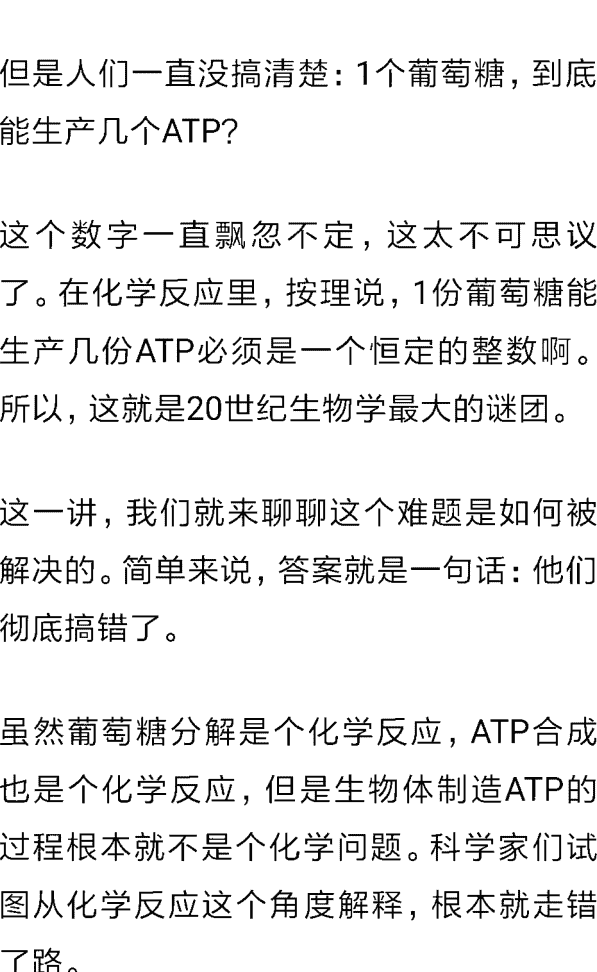 但是人们一直没搞清楚：1个葡萄糖，到底
能生产几个ATP？
这个数字一直飘忽不定，这太不可思议
了。在化学反应里，按理说，1份葡萄糖能
生产几份ATP必须是一个恒定的整数啊。
所以，这就是20世纪生物学最大的谜团。
这一讲，我们就来聊聊这个难题是如何被
解决的。简单来说，答案就是一句话：他们
彻底搞错了。
虽然葡萄糖分解是个化学反应，ATP合成
也是个化学反应，但是生物体制造ATP的
过程根本就不是个化学问题。科学家们试
图从化学反应这个角度解释，根本就走错
了路。